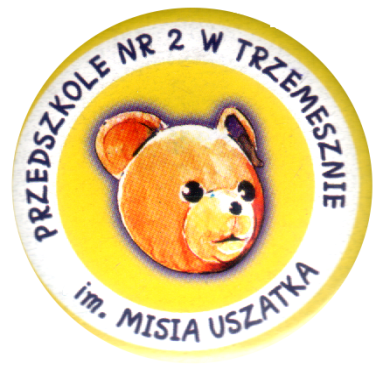 PRZEDSZKOLE NR 2 W TRZEMESZNIE
im. MISIA USZATKA